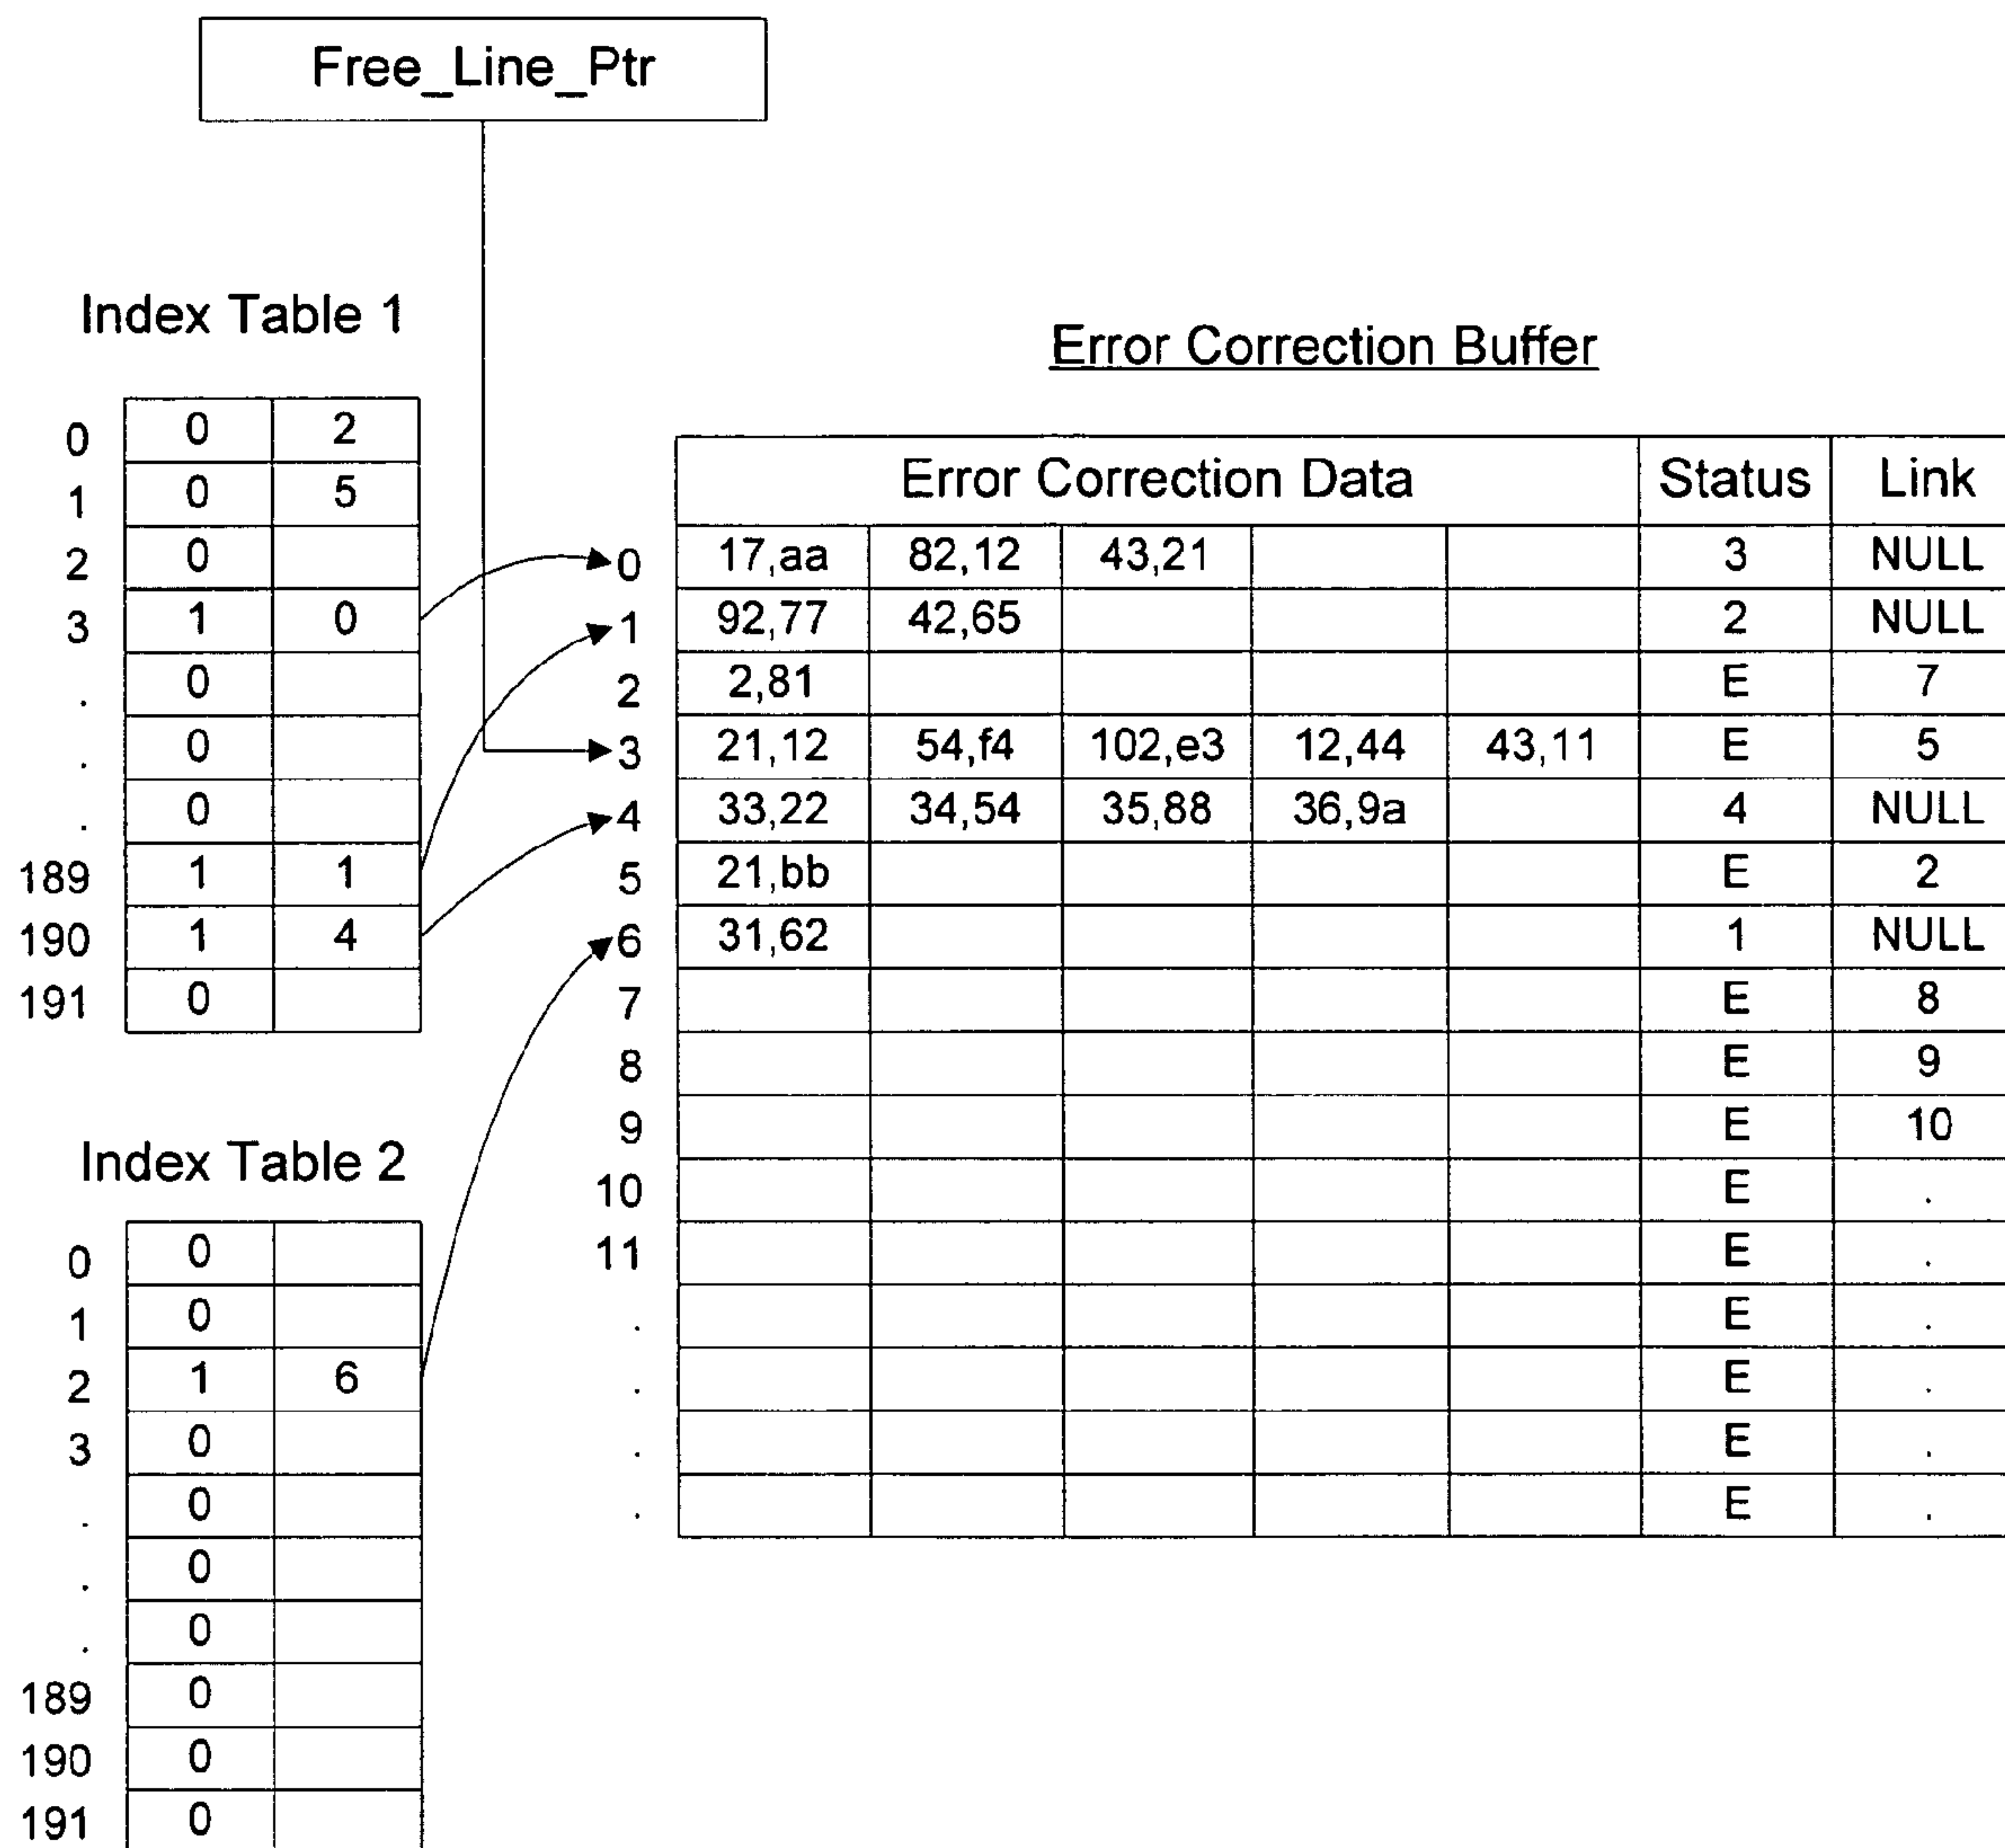 Free_Line_Ptr
Index Table 1
0 0 2
1 0 5
2 0
3 1 0
. 0
. 0
. 0
189 1 1
190 1 4
191 0
Index Table 2
0 0
1 0
2 1 6
3 0
. 0
. 0
. 0
189 0
190 0
191 0
Error Correction Buffer
Error Correction Data Status Link
0 17,aa 82,12 43,21 3 NULL
1 92,77 42,65 2 NULL
2 2,81 E 7
3 21,12 54,f4 102,e3 12,44 43,11 E 5
4 33,22 34,54 35,88 36,9a 4 NULL
5 21,bb E 2
6 31,62 1 NULL
7 E 8
8 E 9
9 E 10
10 E .
11 E .
. E .
. E .
. E .
. E .